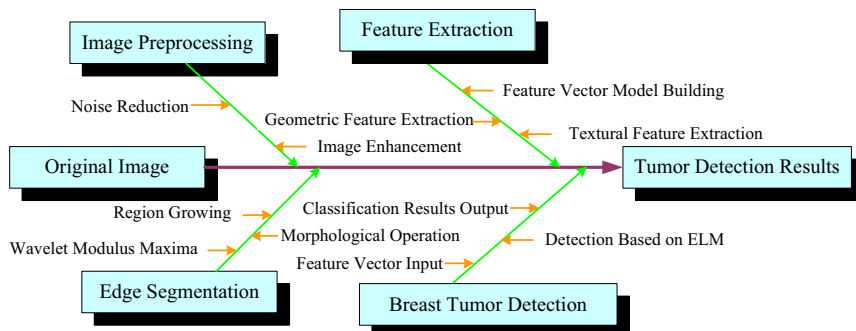 Image Preprocessing
Feature Extraction
Noise Reduction
Feature Vector Model Building
Geometric Feature Extraction
Textural Feature Extraction
Image Enhancement
Original Image
Tumor Detection Results
Region Growing
Classification Results Output
Wavelet Modulus Maxima
Morphological Operation
Detection Based on ELM
Feature Vector Input
Edge Segmentation
Breast Tumor Detection